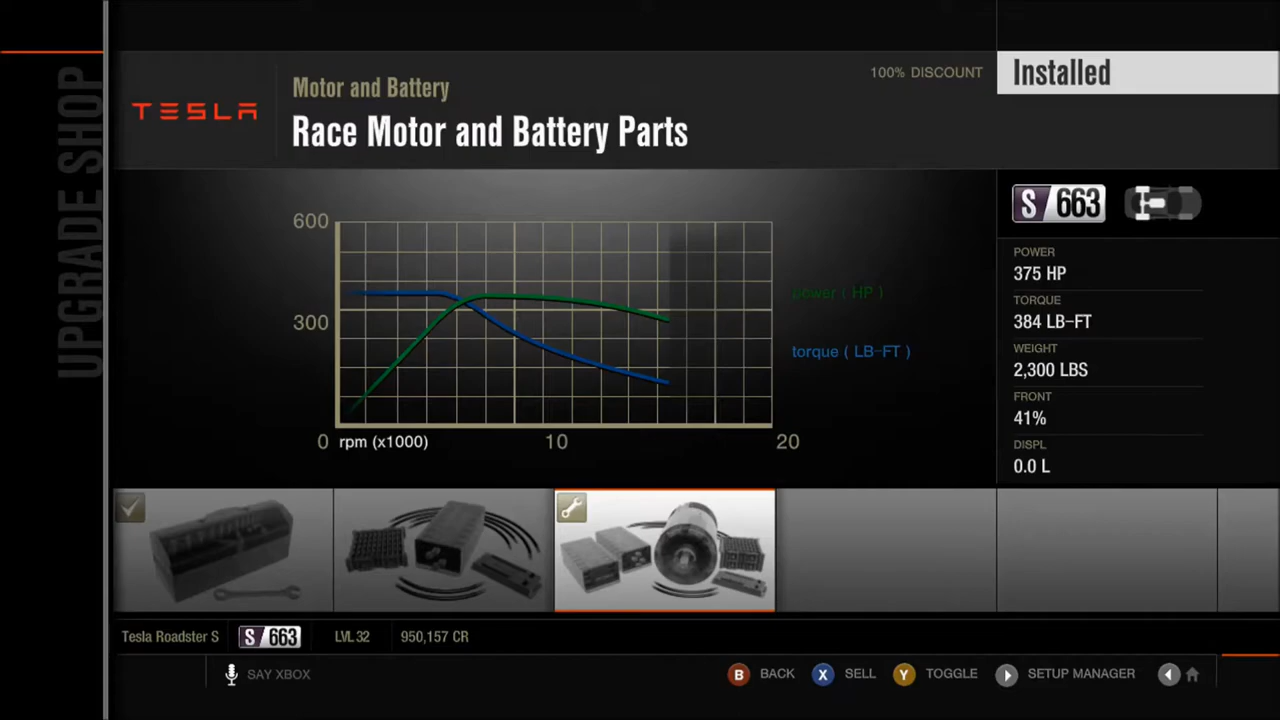 UPGRADE SHOP
TESLA
Motor and Battery
Race Motor and Battery Parts
100% DISCOUNT
Installed
S 663
POWER
375 HP
TORQUE
384 LB-FT
WEIGHT
2,300 LBS
FRONT
41%
DISPL
0.0 L
600
300
power ( HP )
torque ( LB-FT )
0 rpm (x1000) 10 20
Tesla Roadster S S 663 LVL 32 950,157 CR
SAY XBOX
B BACK X SELL Y TOGGLE SETUP MANAGER